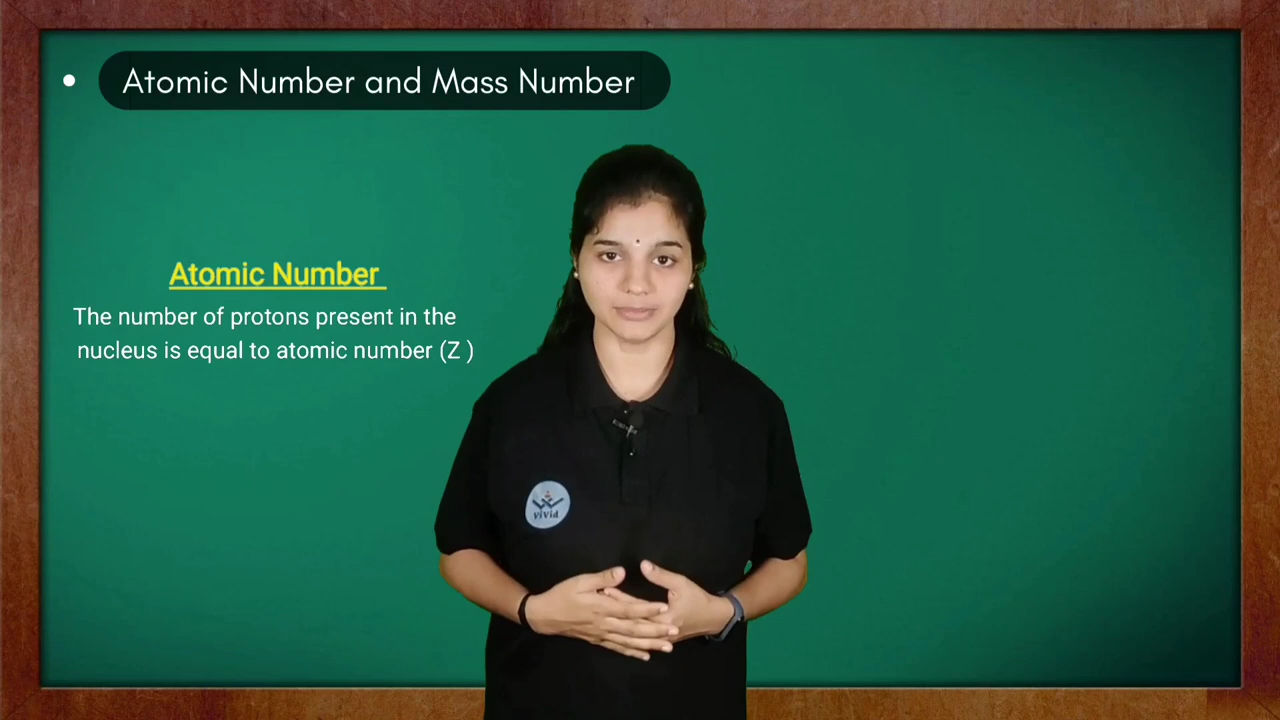 Atomic Number and Mass Number
Atomic Number
The number of protons present in the
nucleus is equal to atomic number (Z )
ViVid